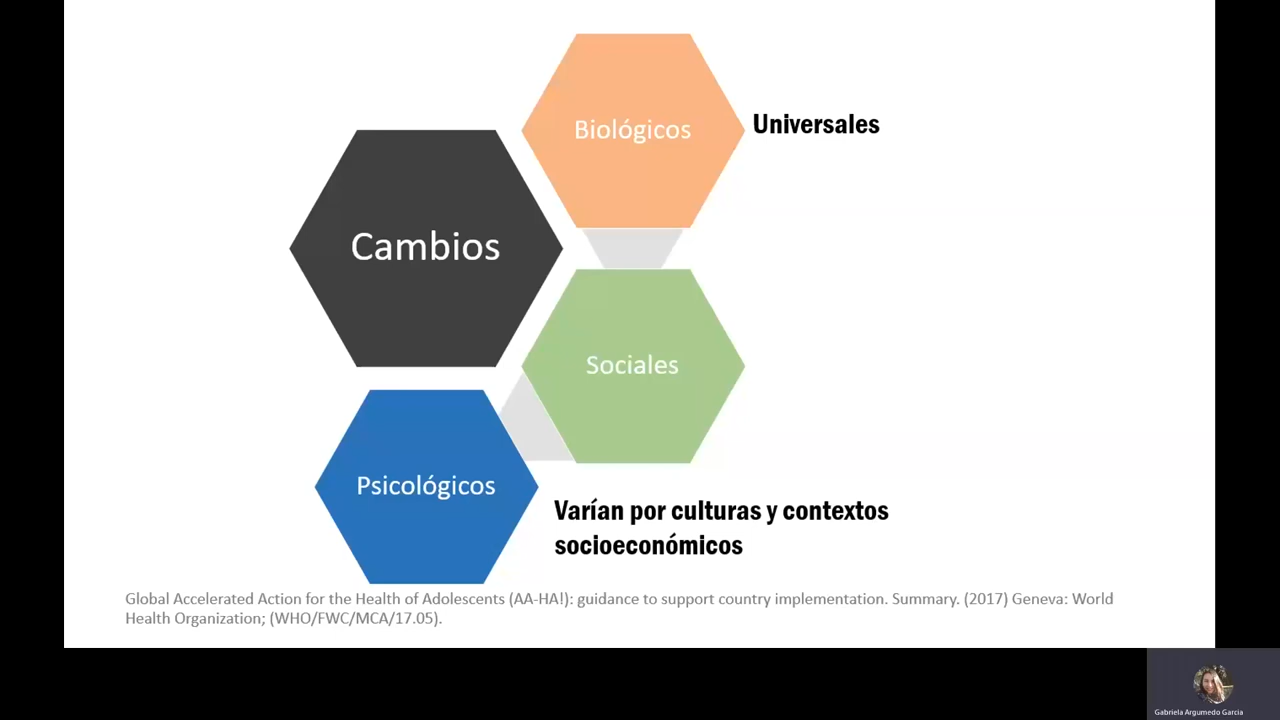 Biológicos
Universales
Cambios
Sociales
Psicológicos
Varían por culturas y contextos
socioeconómicos
Global Accelerated Action for the Health of Adolescents (AA-HA!): guidance to support country implementation. Summary. (2017) Geneva: World
Health Organization; (WHO/FWC/MCA/17.05).
Gabriela Argumedo Garcia